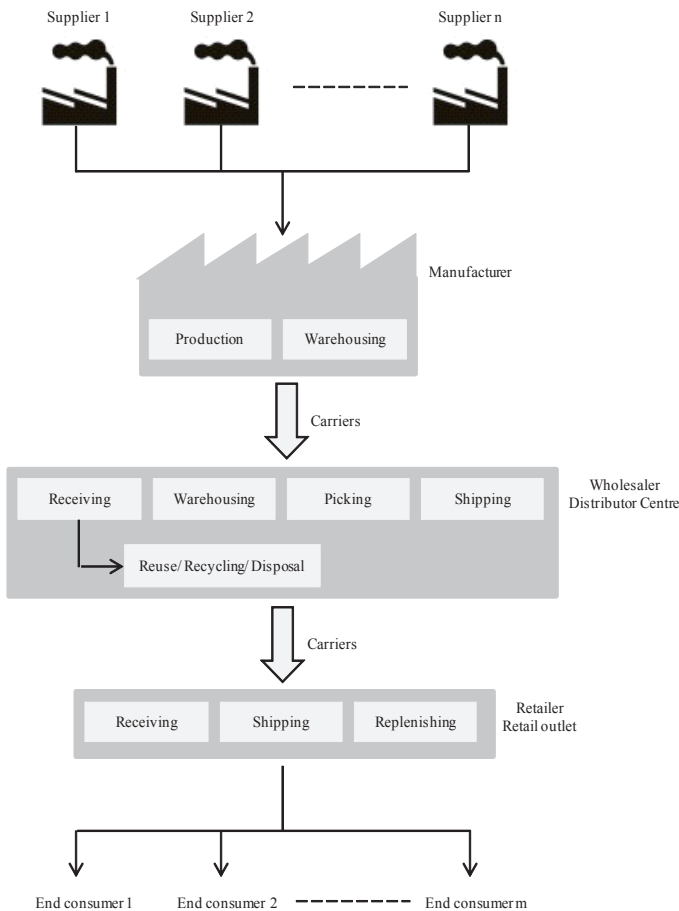 Supplier 1
Supplier 2
Supplier n
Manufacturer
Production
Warehousing
Carriers
Wholesaler
Distributor Centre
Receiving
Warehousing
Picking
Shipping
Reuse/ Recycling/ Disposal
Carriers
Retailer
Retail outlet
Receiving
Shipping
Replenishing
End consumer 1
End consumer 2
End consumer m